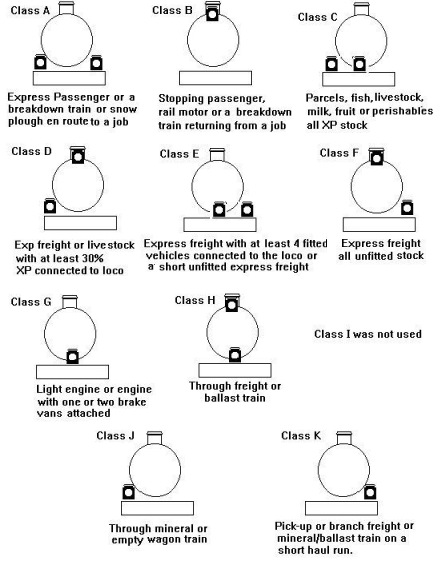 Class A
Express Passenger or a
breakdown train or snow
plough en route to a job
Class B
Stopping passenger,
rail motor or a breakdown
train returning from a job
Class C
Parcels, fish, livestock,
milk, fruit or perishables
all XP stock
Class D
Exp freight or livestock
with at least 30%
XP connected to loco
Class E
Express freight with at least 4 fitted
vehicles connected to the loco or
a short unfitted express freight
Class F
Express freight
all unfitted stock
Class G
Light engine or engine
with one or two brake
vans attached
Class H
Through freight or
ballast train
Class I was not used
Class J
Through mineral or
empty wagon train
Class K
Pick-up or branch freight or
mineral/ballast train on a
short haul run.